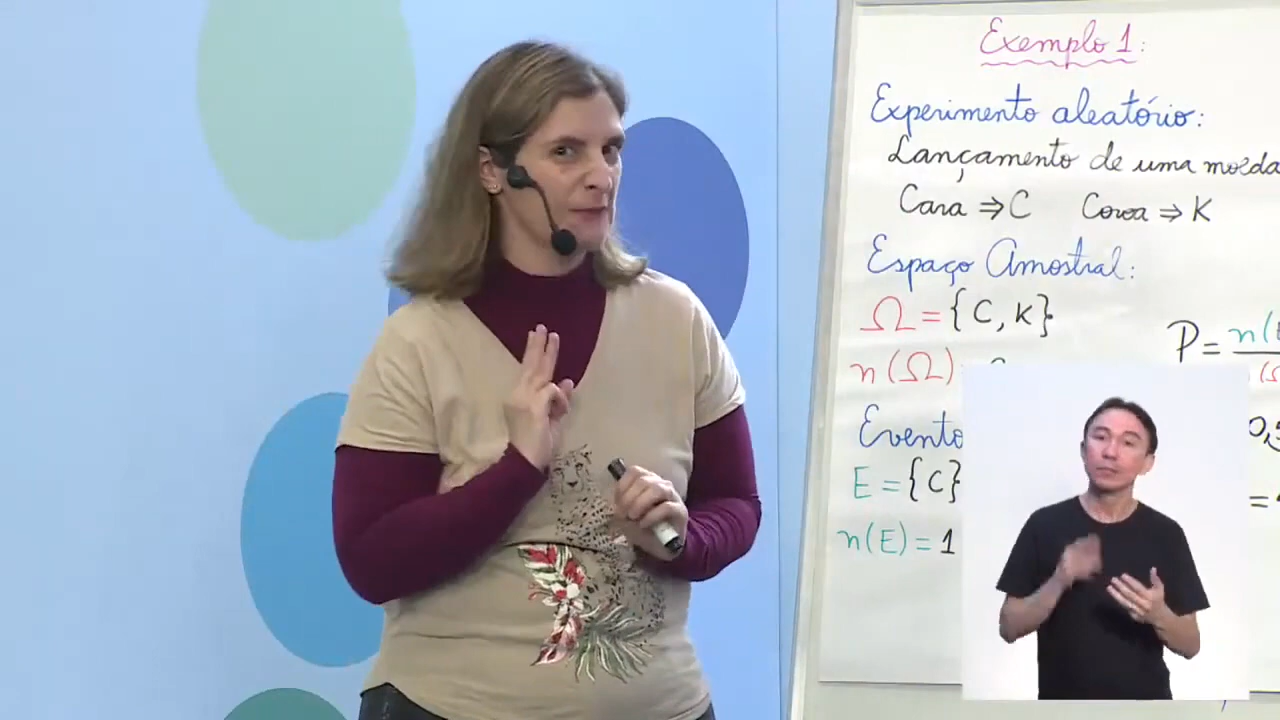 Exemplo 1:
Experimento aleatório:
Lançamento de uma moeda
Cara ⇒ C Coroa ⇒ K
Espaço Amostral:
Ω = {C, K}
n(Ω)
P = n(
Evento
E = {C}
n(E) = 1